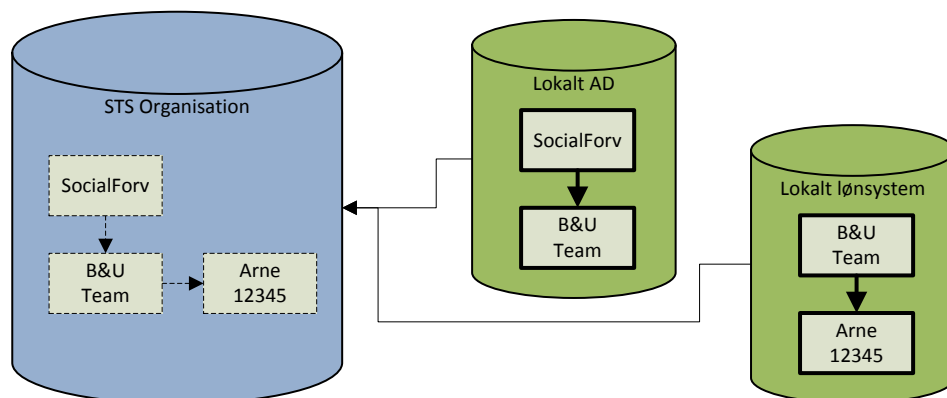 STS Organisation
SocialForv
B&U
Team
Arne
12345
Lokalt AD
SocialForv
B&U
Team
Lokalt lønsystem
B&U
Team
Arne
12345